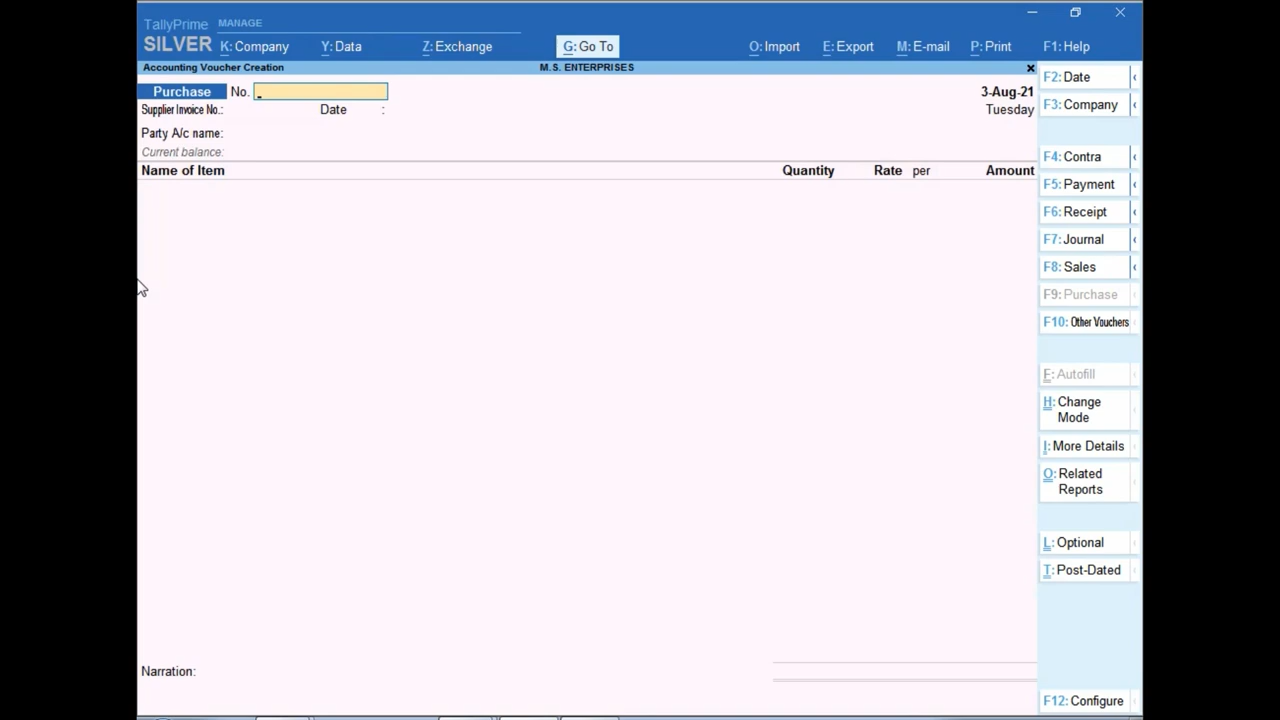 TallyPrime MANAGE
SILVER K: Company Y: Data Z: Exchange G: Go To O: Import E: Export M: E-mail P: Print F1: Help
Accounting Voucher Creation M.S. ENTERPRISES
Purchase No. 3-Aug-21
Supplier Invoice No.: Date : Tuesday
Party A/c name:
Current balance:
Name of Item Quantity Rate per Amount
Narration:
F2: Date
F3: Company
F4: Contra
F5: Payment
F6: Receipt
F7: Journal
F8: Sales
F9: Purchase
F10: Other Vouchers
F: Autofill
H: Change
Mode
I: More Details
O: Related
Reports
L: Optional
T: Post-Dated
F12: Configure